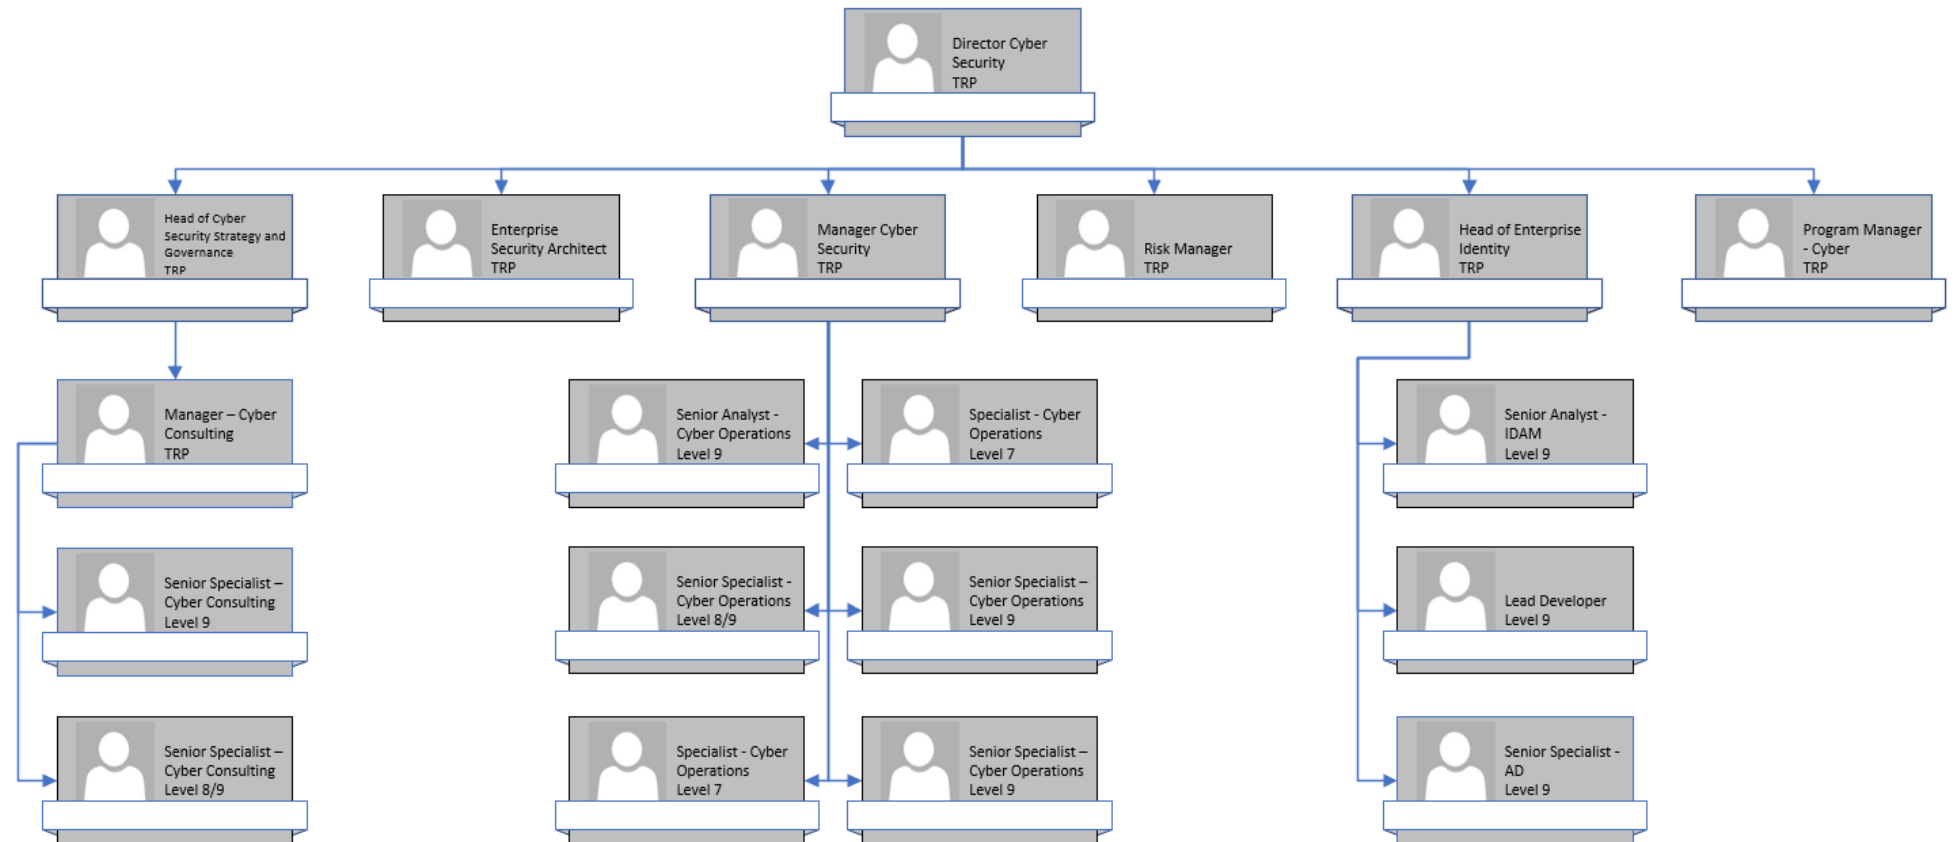 Director Cyber
Security
TRP
Head of Cyber
Security Strategy and
Governance
TRP
Enterprise
Security Architect
TRP
Manager Cyber
Security
TRP
Risk Manager
TRP
Head of Enterprise
Identity
TRP
Program Manager
- Cyber
TRP
Manager – Cyber
Consulting
TRP
Senior Analyst -
Cyber Operations
Level 9
Specialist - Cyber
Operations
Level 7
Senior Analyst -
IDAM
Level 9
Senior Specialist –
Cyber Consulting
Level 9
Senior Specialist -
Cyber Operations
Level 8/9
Senior Specialist –
Cyber Operations
Level 9
Lead Developer
Level 9
Senior Specialist –
Cyber Consulting
Level 8/9
Specialist - Cyber
Operations
Level 7
Senior Specialist –
Cyber Operations
Level 9
Senior Specialist -
AD
Level 9